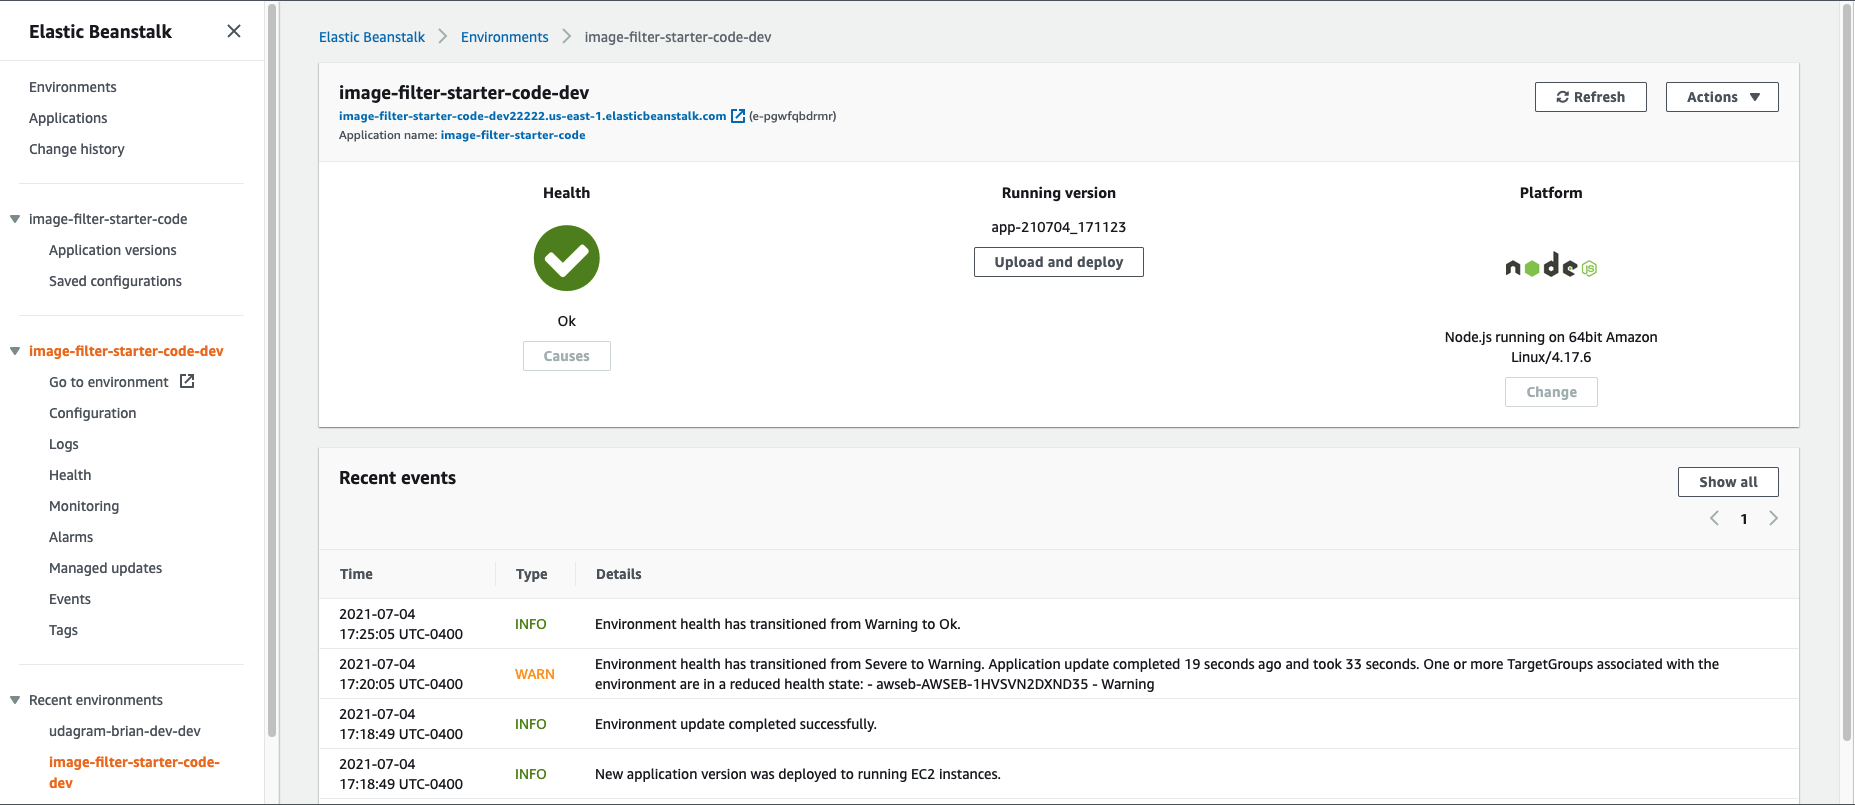 Elastic Beanstalk
Environments
Applications
Change history
image-filter-starter-code
Application versions
Saved configurations
image-filter-starter-code-dev
Go to environment
Configuration
Logs
Health
Monitoring
Alarms
Managed updates
Events
Tags
Recent environments
udagram-brian-dev-dev
image-filter-starter-code-
dev
Elastic Beanstalk Environments image-filter-starter-code-dev
image-filter-starter-code-dev
image-filter-starter-code-dev22222.us-east-1.elasticbeanstalk.com (e-pgwfqbdrmr)
Application name: image-filter-starter-code
Refresh
Actions
Health
Ok
Causes
Running version
app-210704_171123
Upload and deploy
Platform
node JS
Node.js running on 64bit Amazon
Linux/4.17.6
Change
Recent events
Show all
1
Time Type Details
2021-07-04
17:25:05 UTC-0400
INFO
Environment health has transitioned from Warning to Ok.
2021-07-04
17:20:05 UTC-0400
WARN
Environment health has transitioned from Severe to Warning. Application update completed 19 seconds ago and took 33 seconds. One or more TargetGroups associated with the
environment are in a reduced health state: - awseb-AWSEB-1HVSVN2DXND35 - Warning
2021-07-04
17:18:49 UTC-0400
INFO
Environment update completed successfully.
2021-07-04
17:18:49 UTC-0400
INFO
New application version was deployed to running EC2 instances.